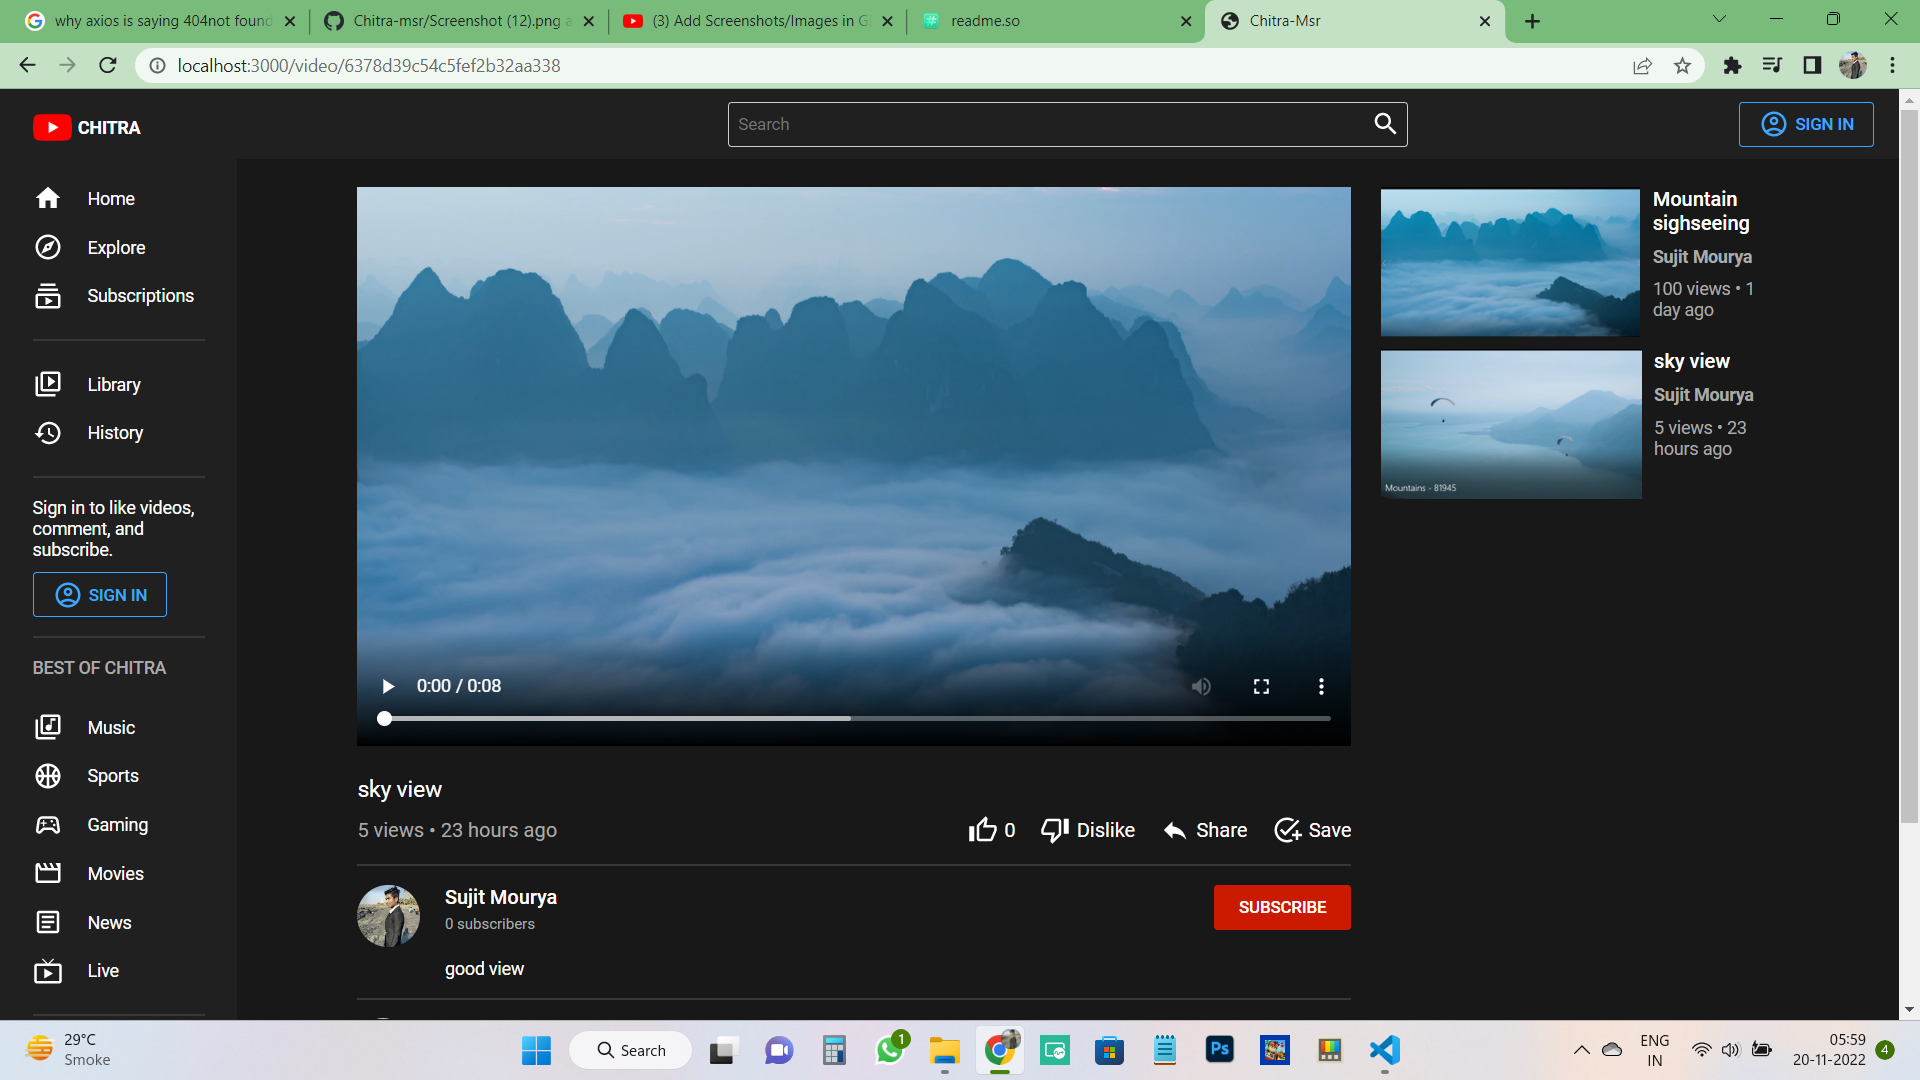 why axios is saying 404not found
Chitra-msr/Screenshot (12).png a
(3) Add Screenshots/Images in Gi
readme.so
Chitra-Msr
localhost:3000/video/6378d39c54c5fef2b32aa338
CHITRA
Search
SIGN IN
Home
Explore
Subscriptions
Library
History
Sign in to like videos,
comment, and
subscribe.
SIGN IN
BEST OF CHITRA
Music
Sports
Gaming
Movies
News
Live
0:00 / 0:08
sky view
5 views • 23 hours ago
0
Dislike
Share
Save
Sujit Mourya
0 subscribers
SUBSCRIBE
good view
Mountain
sighseeing
Sujit Mourya
100 views • 1
day ago
Mountains - 81945
sky view
Sujit Mourya
5 views • 23
hours ago
29°C
Smoke
Search
1
Ps
ENG
IN
05:59
20-11-2022
4